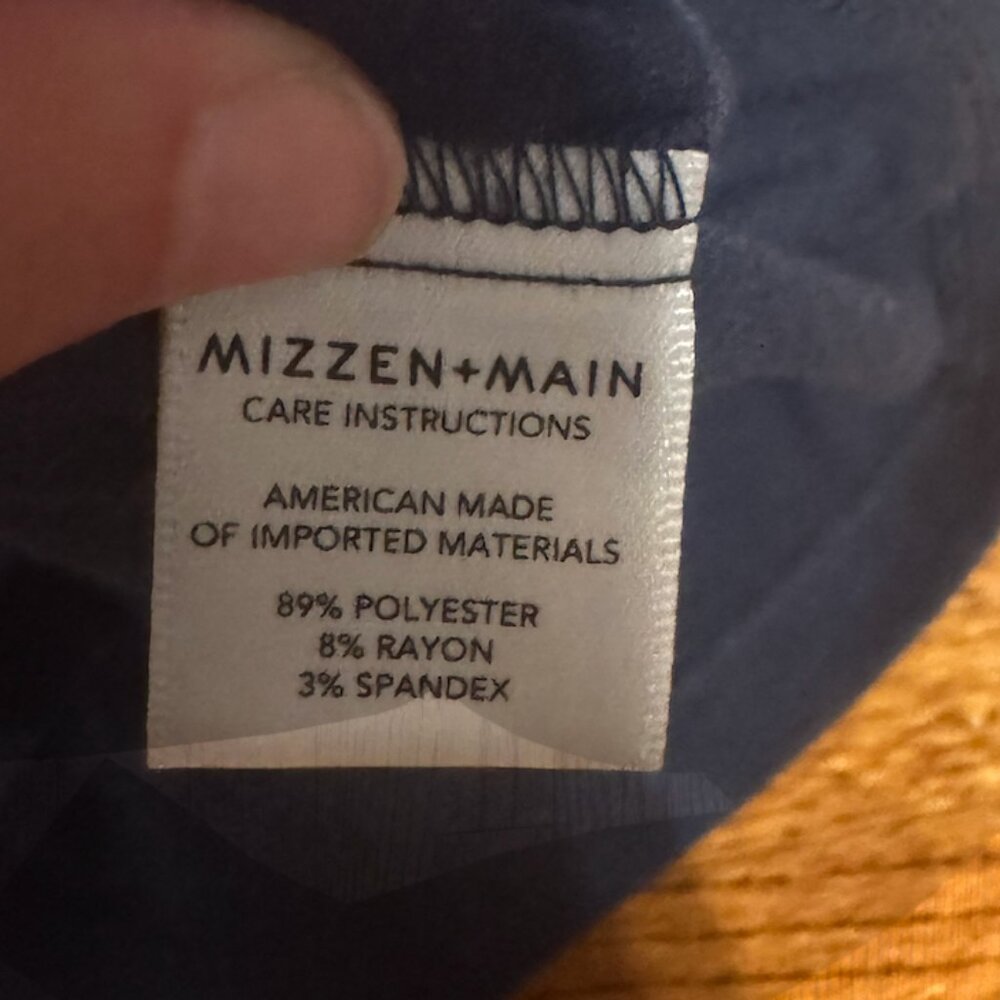 MIZZEN+MAIN
CARE INSTRUCTIONS
AMERICAN MADE
OF IMPORTED MATERIALS
89% POLYESTER
8% RAYON
3% SPANDEX